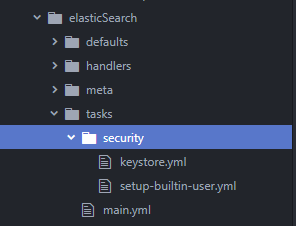 elasticSearch
defaults
handlers
meta
tasks
security
keystore.yml
setup-builtin-user.yml
main.yml